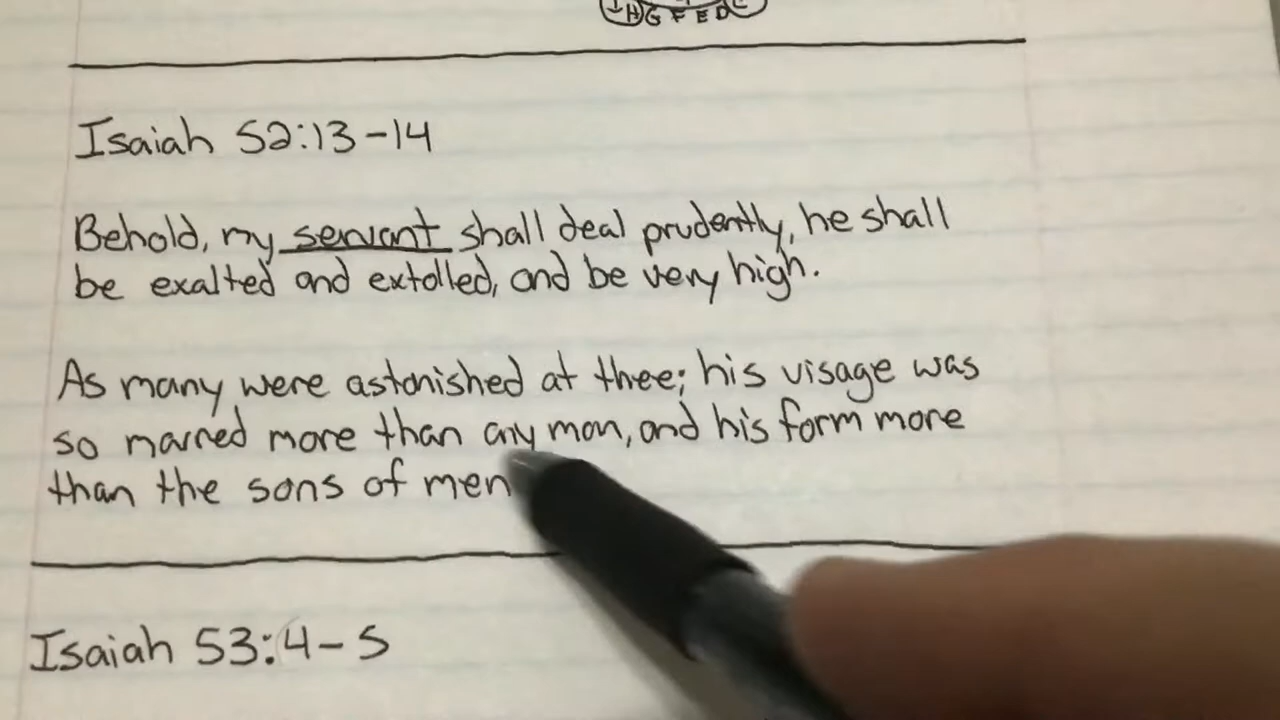 H G F E D
Isaiah 52:13-14
Behold, my servant shall deal prudently, he shall
be exalted and extolled, and be very high.
As many were astonished at thee; his visage was
so marred more than any man, and his form more
than the sons of men
Isaiah 53:4-5